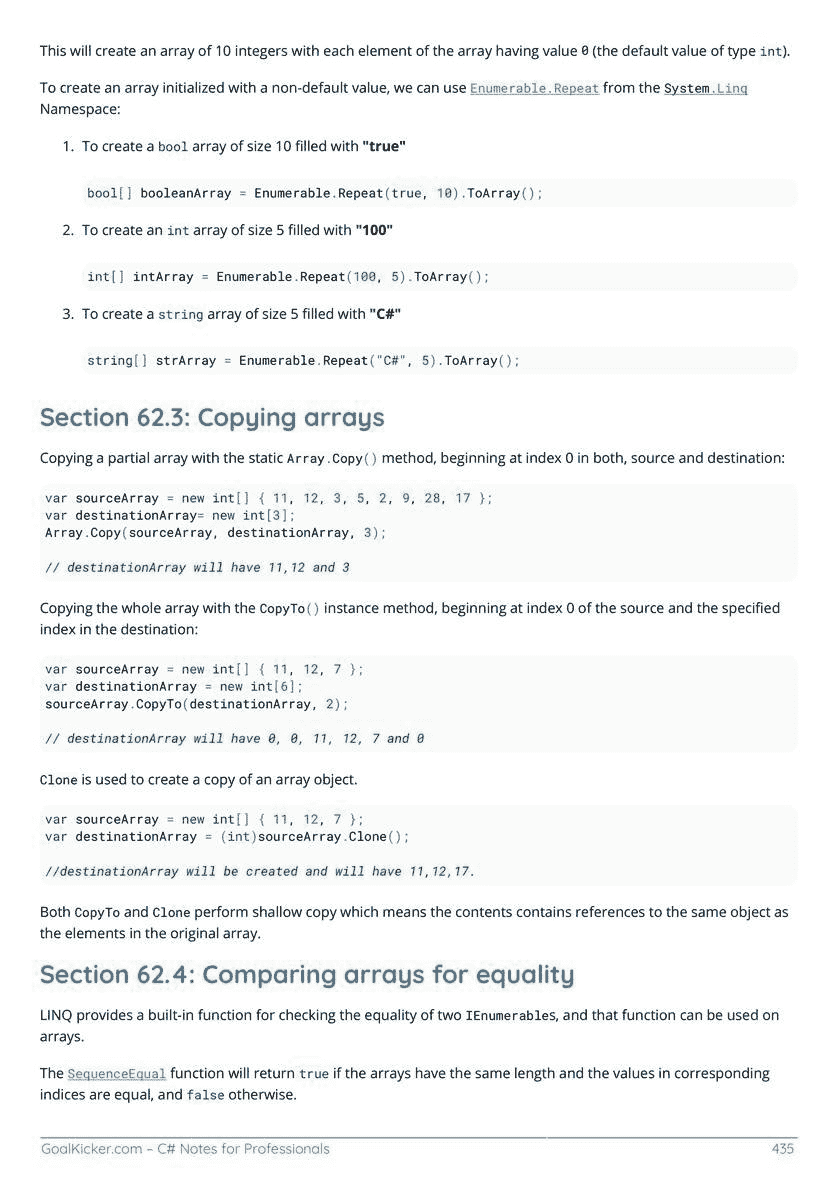 This will create an array of 10 integers with each element of the array having value 0 (the default value of type int).
To create an array initialized with a non-default value, we can use Enumerable.Repeat from the System.Linq
Namespace:
1. To create a bool array of size 10 filled with "true"
bool[] booleanArray = Enumerable.Repeat(true, 10).ToArray();
2. To create an int array of size 5 filled with "100"
int[] intArray = Enumerable.Repeat(100, 5).ToArray();
3. To create a string array of size 5 filled with "C#"
string[] strArray = Enumerable.Repeat("C#", 5).ToArray();
Section 62.3: Copying arrays
Copying a partial array with the static Array.Copy() method, beginning at index 0 in both, source and destination:
var sourceArray = new int[] { 11, 12, 3, 5, 2, 9, 28, 17 };
var destinationArray= new int[3];
Array.Copy(sourceArray, destinationArray, 3);
// destinationArray will have 11,12 and 3
Copying the whole array with the CopyTo() instance method, beginning at index 0 of the source and the specified
index in the destination:
var sourceArray = new int[] { 11, 12, 7 };
var destinationArray = new int[6];
sourceArray.CopyTo(destinationArray, 2);
// destinationArray will have 0, 0, 11, 12, 7 and 0
Clone is used to create a copy of an array object.
var sourceArray = new int[] { 11, 12, 7 };
var destinationArray = (int)sourceArray.Clone();
//destinationArray will be created and will have 11,12,17.
Both CopyTo and Clone perform shallow copy which means the contents contains references to the same object as
the elements in the original array.
Section 62.4: Comparing arrays for equality
LINQ provides a built-in function for checking the equality of two IEnumerables, and that function can be used on
arrays.
The SequenceEqual function will return true if the arrays have the same length and the values in corresponding
indices are equal, and false otherwise.
GoalKicker.com – C# Notes for Professionals
435